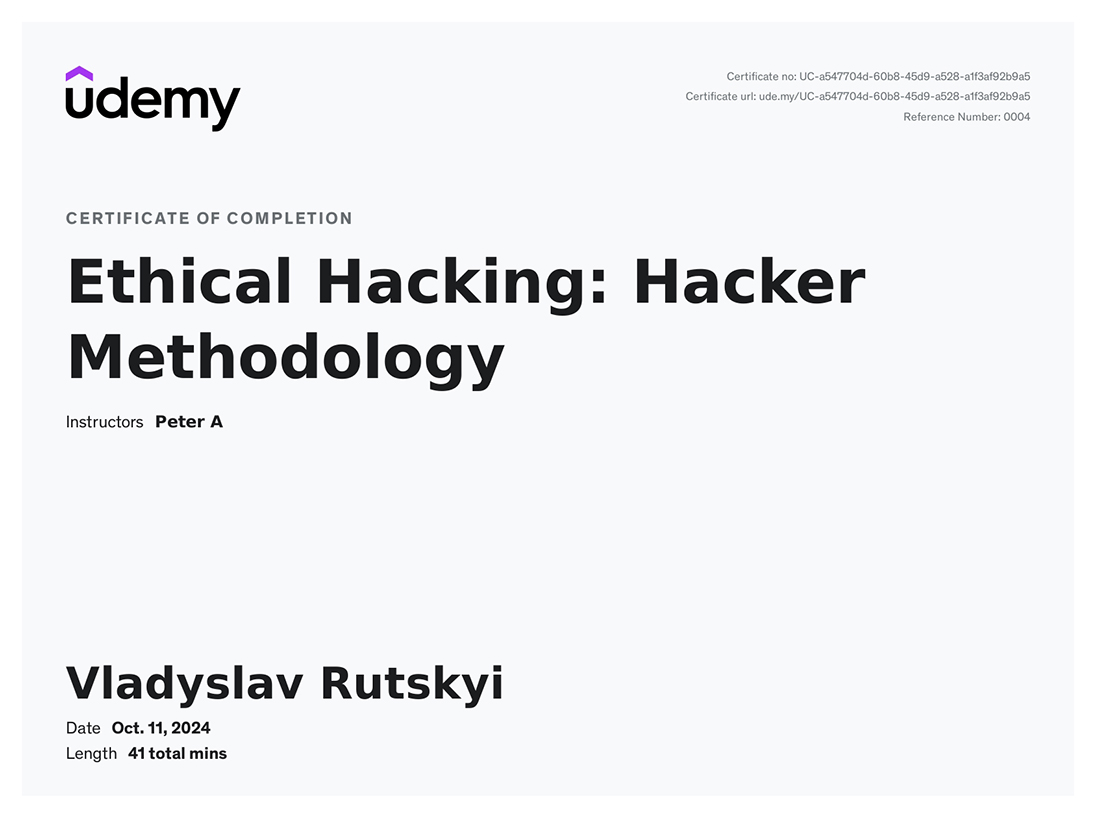 udemy
Certificate no: UC-a547704d-60b8-45d9-a528-a1f3af92b9a5
Certificate url: ude.my/UC-a547704d-60b8-45d9-a528-a1f3af92b9a5
Reference Number: 0004
CERTIFICATE OF COMPLETION
Ethical Hacking: Hacker
Methodology
Instructors Peter A
Vladyslav Rutskyi
Date Oct. 11, 2024
Length 41 total mins